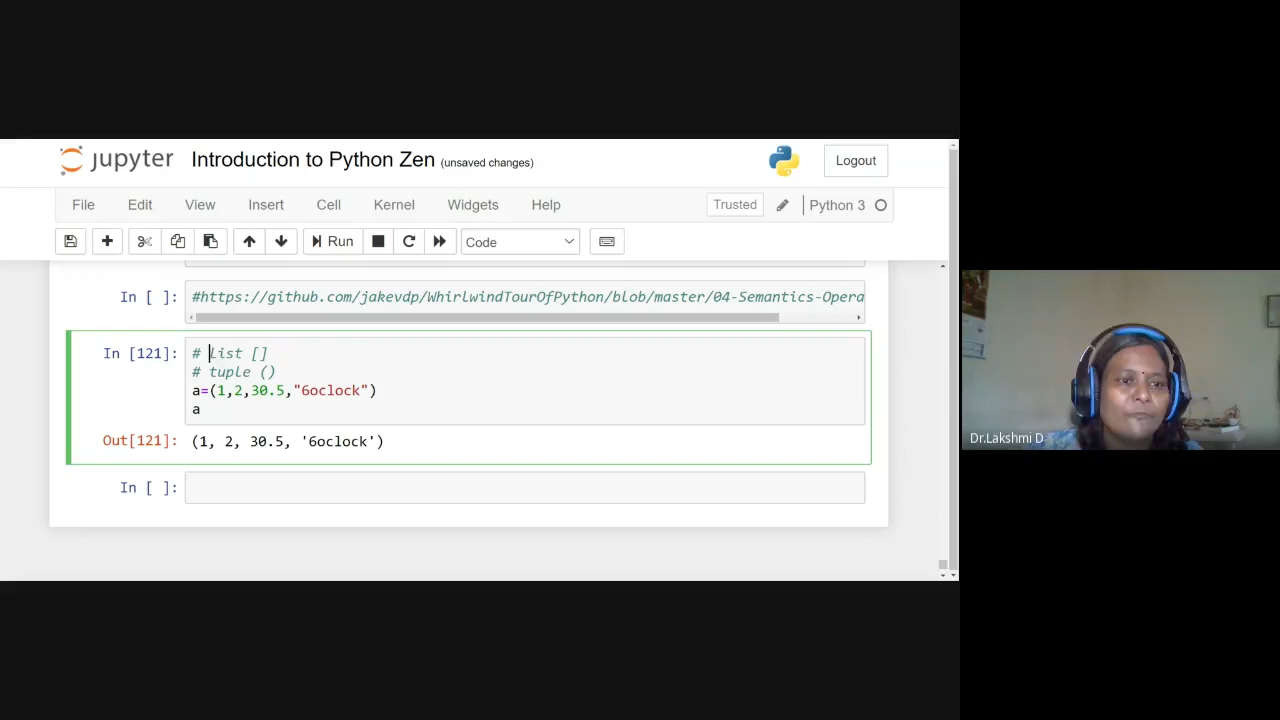 jupyter Introduction to Python Zen (unsaved changes) Logout
File Edit View Insert Cell Kernel Widgets Help Trusted Python 3
Run Code
In [ ]: #https://github.com/jakevdp/WhirlwindTourOfPython/blob/master/04-Semantics-Opera
In [121]: # list []
# tuple ()
a=(1,2,30.5,"6oclock")
a
Out[121]: (1, 2, 30.5, '6oclock')
In [ ]:
Dr.Lakshmi D